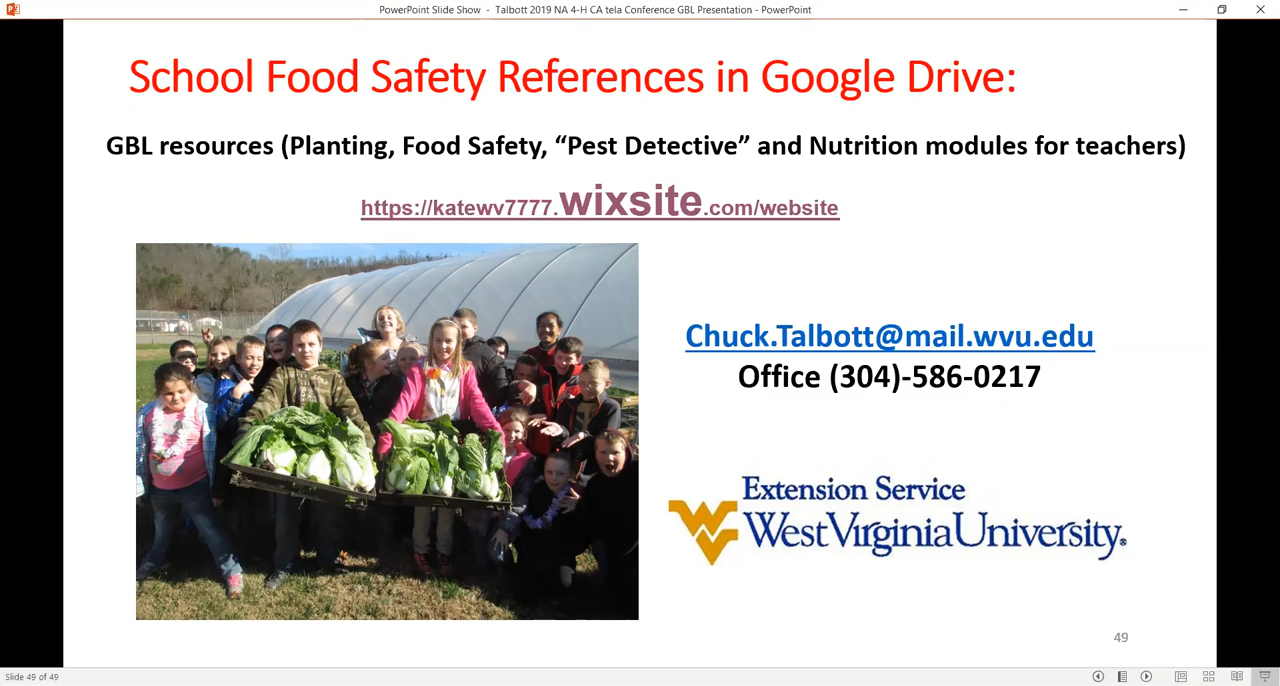 PowerPoint Slide Show - Talbott 2019 NA 4-H CA tela Conference GBL Presentation - PowerPoint
School Food Safety References in Google Drive:
GBL resources (Planting, Food Safety, “Pest Detective” and Nutrition modules for teachers)
https://katewv7777.wixsite.com/website
Chuck.Talbott@mail.wvu.edu
Office (304)-586-0217
Extension Service
West Virginia University.
49
Slide 49 of 49